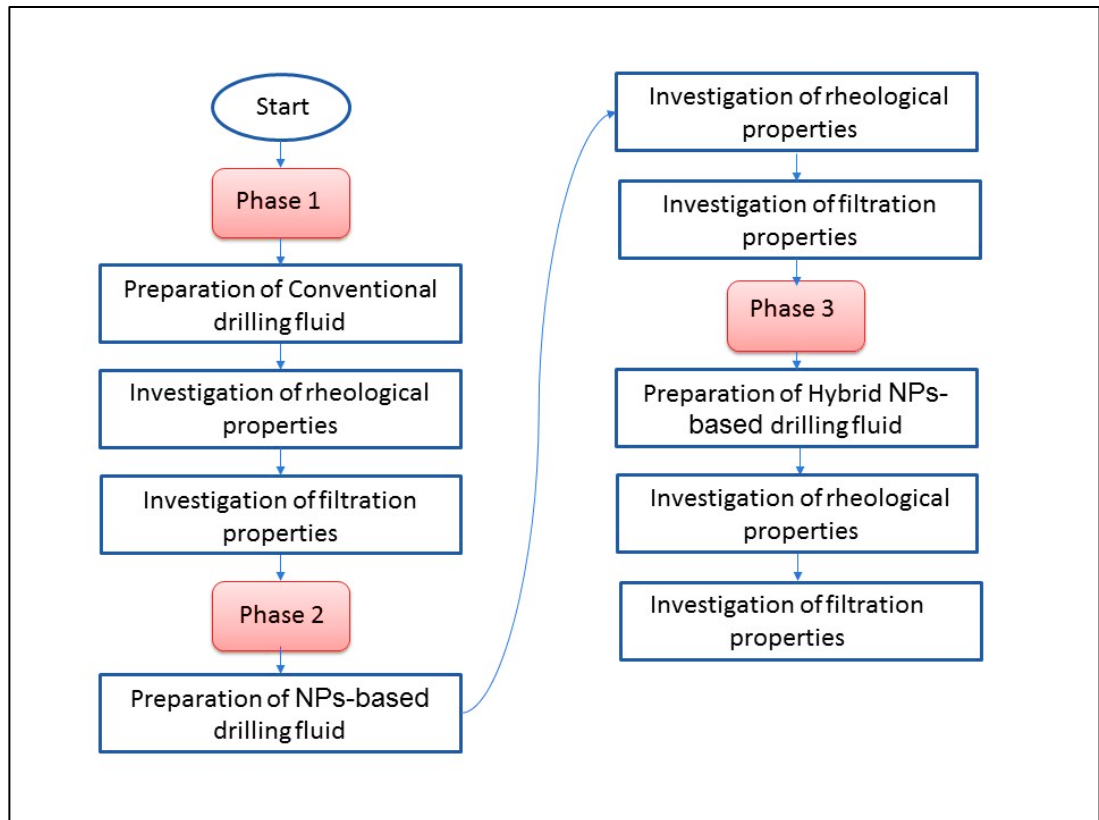 Start
Phase 1
Preparation of Conventional
drilling fluid
Investigation of rheological
properties
Investigation of filtration
properties
Phase 2
Preparation of NPs-based
drilling fluid
Investigation of rheological
properties
Investigation of filtration
properties
Phase 3
Preparation of Hybrid NPs-
based drilling fluid
Investigation of rheological
properties
Investigation of filtration
properties